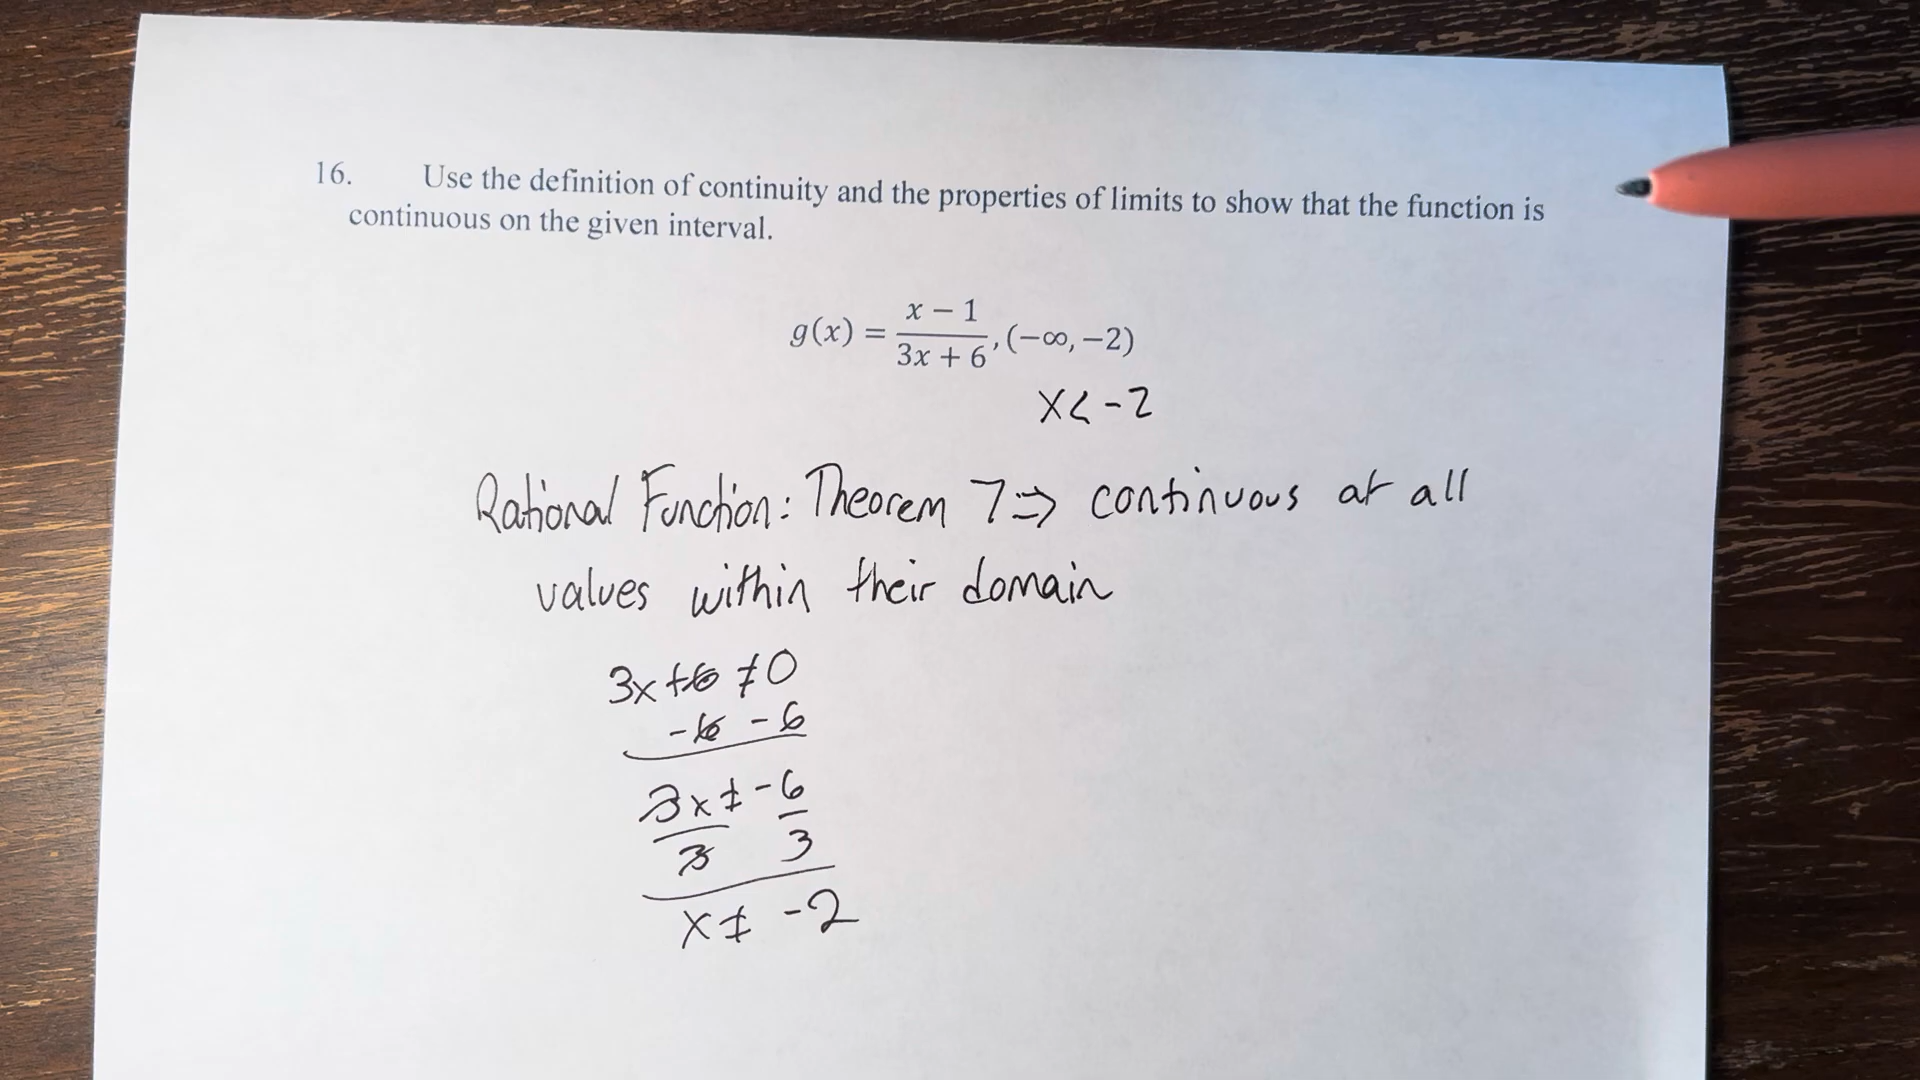 16. Use the definition of continuity and the properties of limits to show that the function is
continuous on the given interval.
g(x) = \frac{x − 1}{3x + 6}, (−∞, −2)
x < -2
Rational Function: Theorem 7 ⇒ continuous at all
values within their domain
3x + 6 ≠ 0
-6 -6
3x ≠ -6
3 3
x ≠ -2